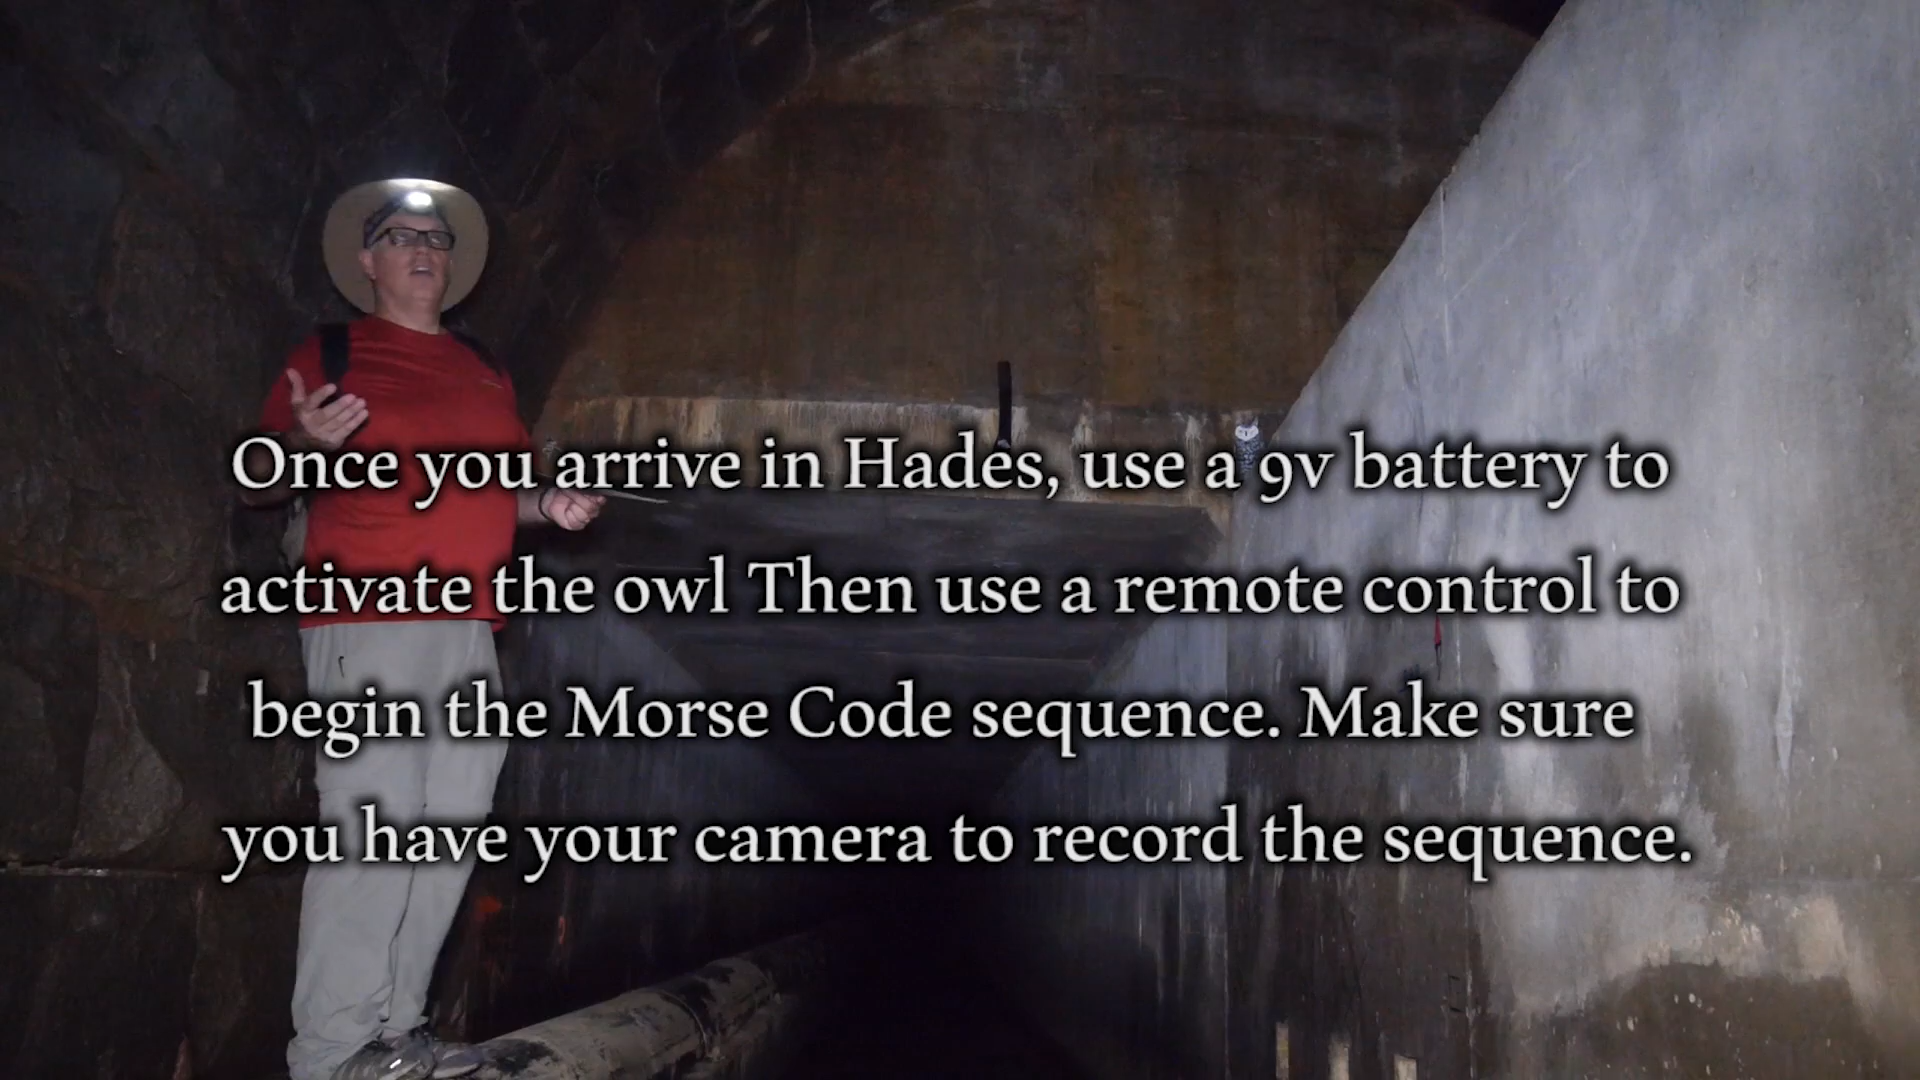 Once you arrive in Hades, use a 9v battery to
activate the owl Then use a remote control to
begin the Morse Code sequence. Make sure
you have your camera to record the sequence.